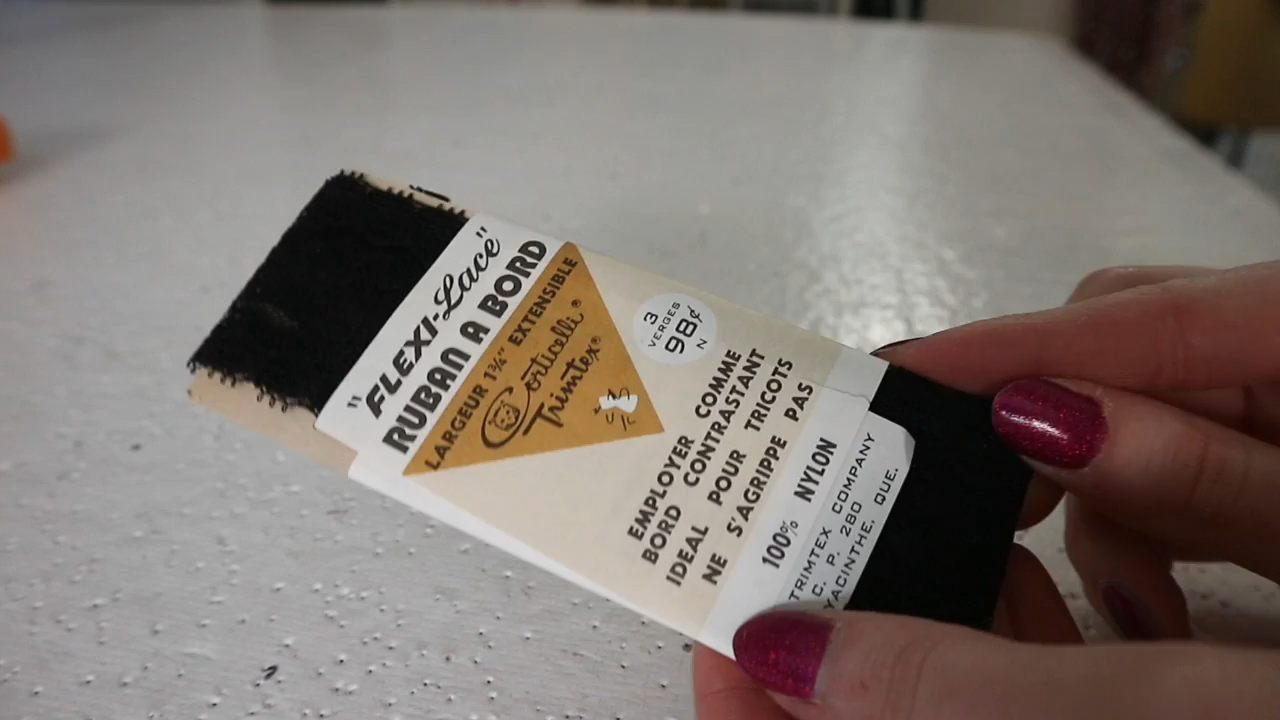 "FLEXI-Lace"
RUBAN A BORD
LARGEUR 1¾" EXTENSIBLE
Corticelli®
Trimtex®
3
VERGES
98¢
N
EMPLOYER COMME
BORD CONTRASTANT
IDEAL POUR TRICOTS
NE S'AGRIPPE PAS
100% NYLON
TRIMTEX COMPANY
C. P. 280
YACINTHE, QUE.